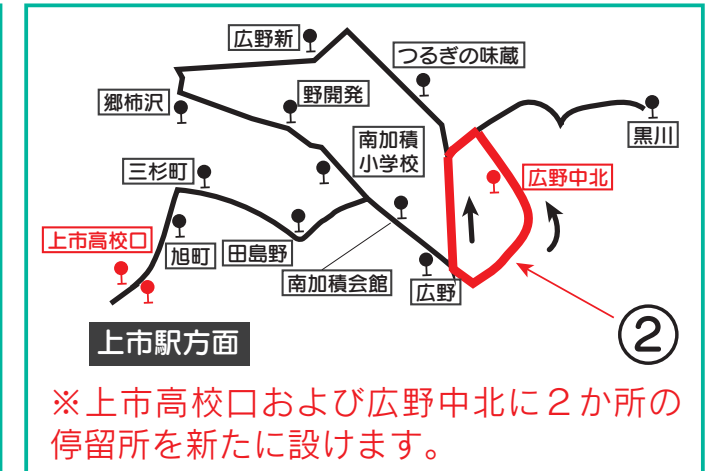 広野新
つるぎの味蔵
郷柿沢
野開発
黒川
南加積
小学校
三杉町
広野中北
上市高校口
旭町
田島野
南加積会館
広野
上市駅方面
②
※上市高校口および広野中北に２か所の
停留所を新たに設けます。